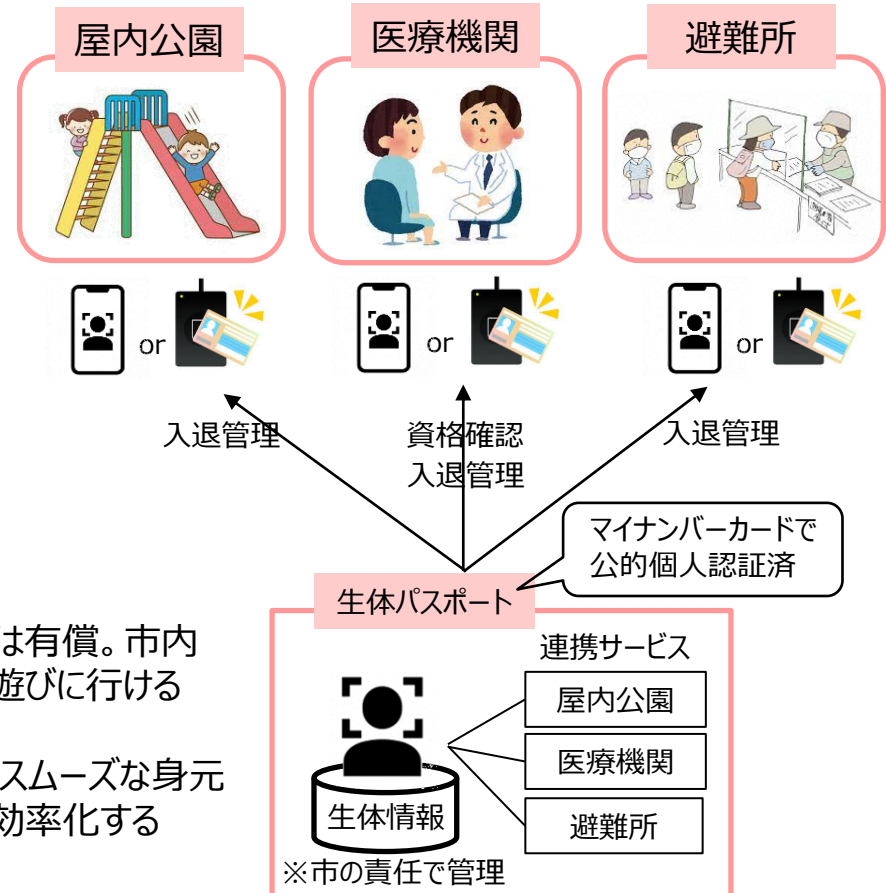 屋内公園
医療機関
避難所
or
or
or
入退管理
資格確認
入退管理
入退管理
マイナンバーカードで
公的個人認証済
生体パスポート
は有償。市内
遊びに行ける
スムーズな身元
効率化する
連携サービス
屋内公園
医療機関
避難所
生体情報
※市の責任で管理